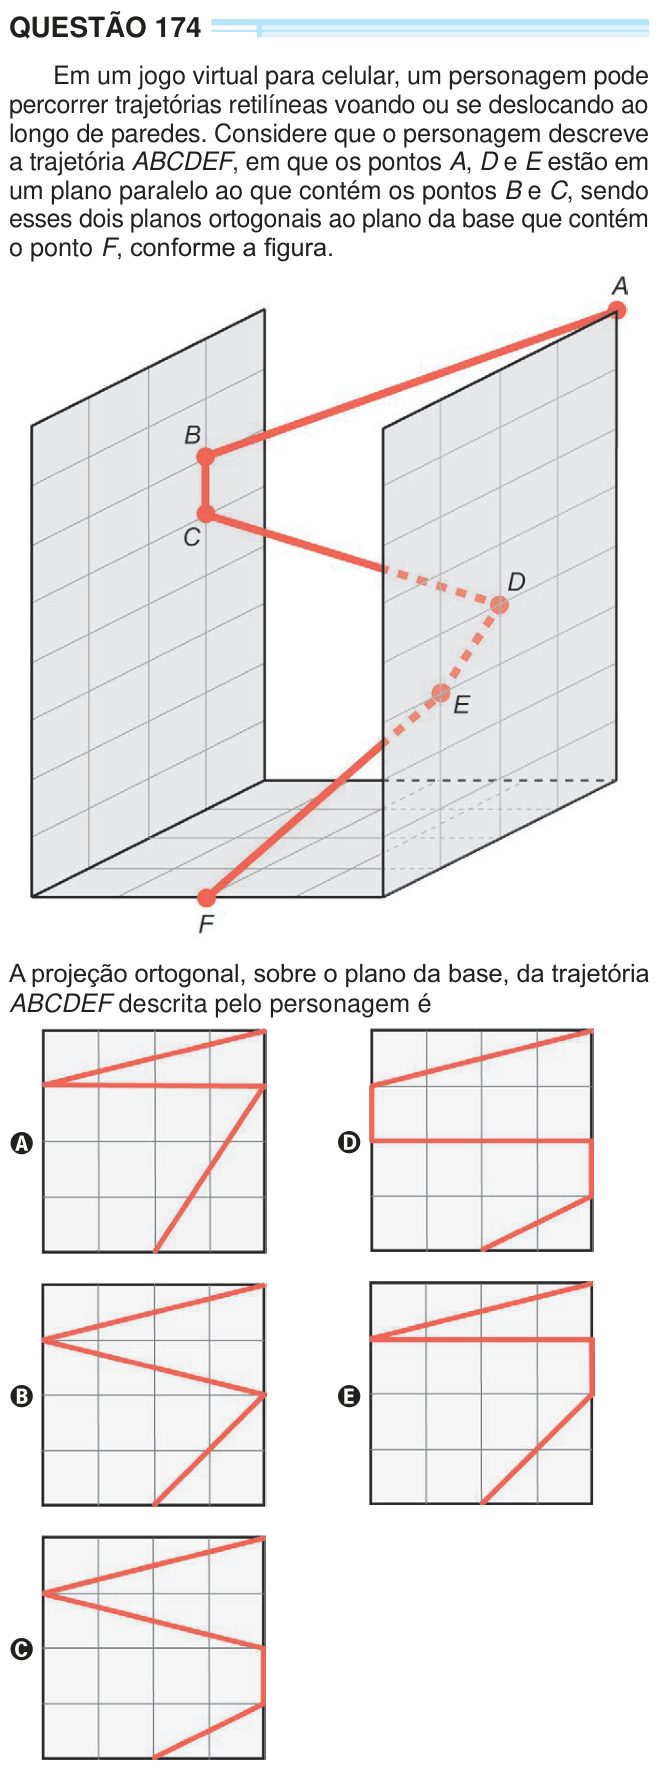 QUESTÃO 174
Em um jogo virtual para celular, um personagem pode
percorrer trajetórias retilíneas voando ou se deslocando ao
longo de paredes. Considere que o personagem descreve
a trajetória ABCDEF, em que os pontos A, D e E estão em
um plano paralelo ao que contém os pontos B e C, sendo
esses dois planos ortogonais ao plano da base que contém
o ponto F, conforme a figura.
A
B
C
D
E
F
A projeção ortogonal, sobre o plano da base, da trajetória
ABCDEF descrita pelo personagem é
A
D
B
E
C